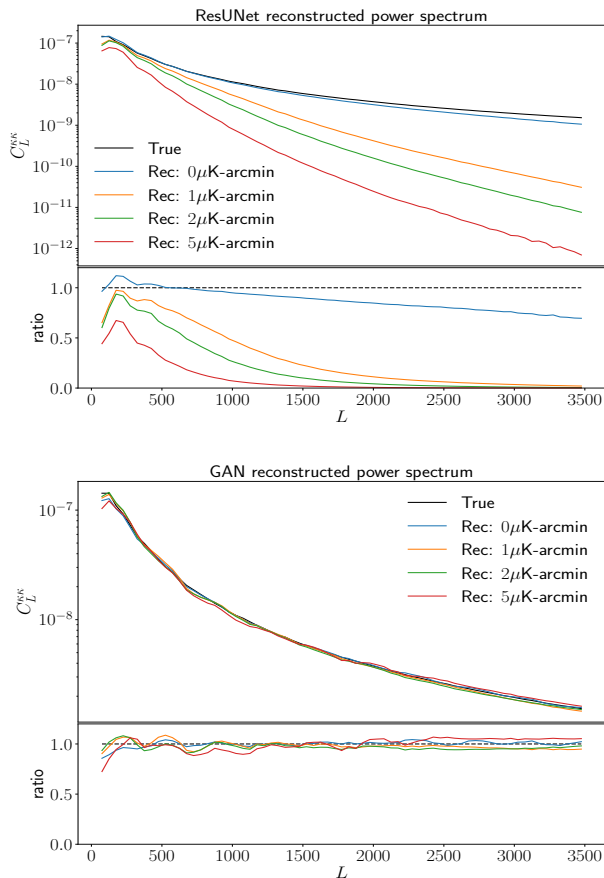 ResUNet reconstructed power spectrum
10⁻⁷
10⁻⁸
10⁻⁹
10⁻¹⁰
10⁻¹¹
10⁻¹²
C_L^{κκ}
True
Rec: 0μK-arcmin
Rec: 1μK-arcmin
Rec: 2μK-arcmin
Rec: 5μK-arcmin
1.0
0.5
0.0
ratio
0 500 1000 1500 2000 2500 3000 3500
L
GAN reconstructed power spectrum
10⁻⁷
10⁻⁸
C_L^{κκ}
True
Rec: 0μK-arcmin
Rec: 1μK-arcmin
Rec: 2μK-arcmin
Rec: 5μK-arcmin
1.0
0.5
0.0
ratio
0 500 1000 1500 2000 2500 3000 3500
L